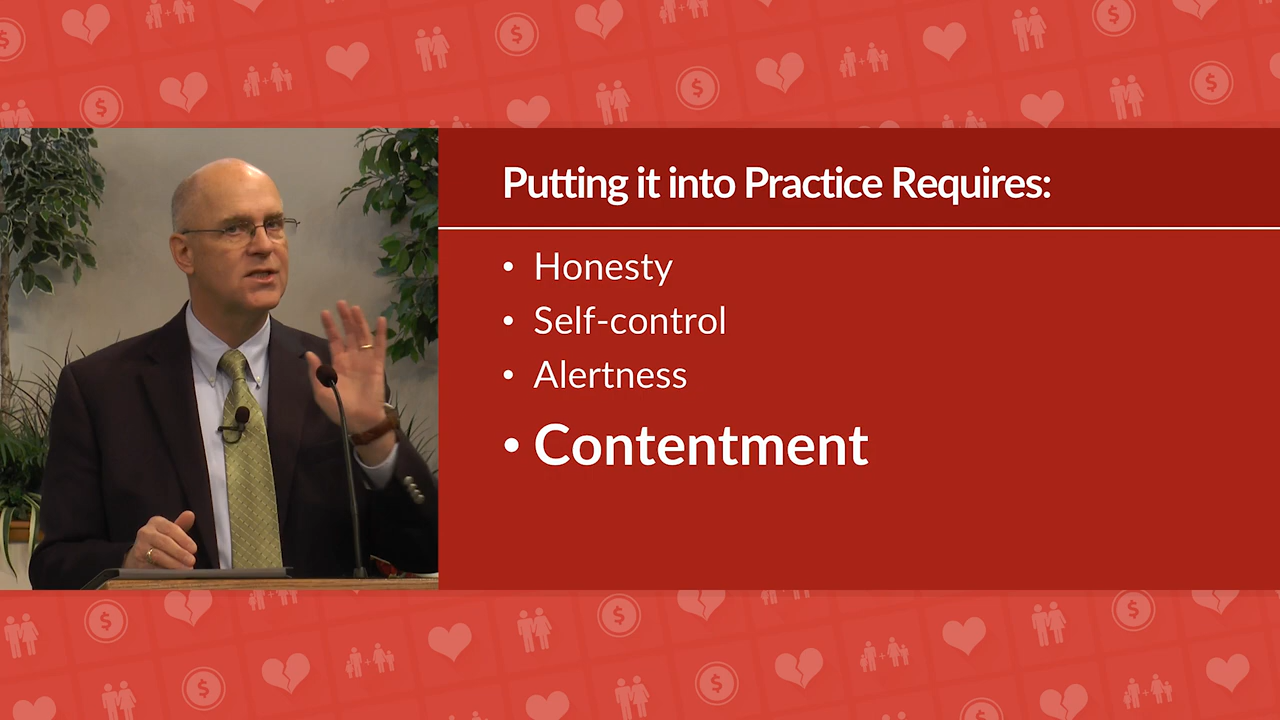 Putting it into Practice Requires:
• Honesty
• Self-control
• Alertness
• Contentment